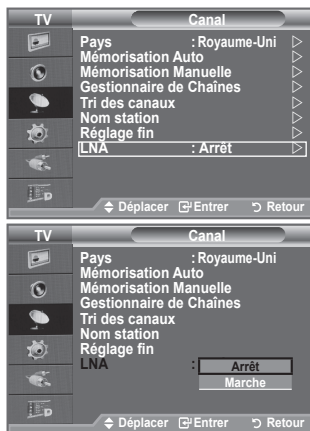 TV Canal
Pays : Royaume-Uni
Mémorisation Auto
Mémorisation Manuelle
Gestionnaire de Chaînes
Tri des canaux
Nom station
Réglage fin
LNA : Arrêt
Déplacer Entrer Retour
TV Canal
Pays : Royaume-Uni
Mémorisation Auto
Mémorisation Manuelle
Gestionnaire de Chaînes
Tri des canaux
Nom station
Réglage fin
LNA : Arrêt
Marche
Déplacer Entrer Retour